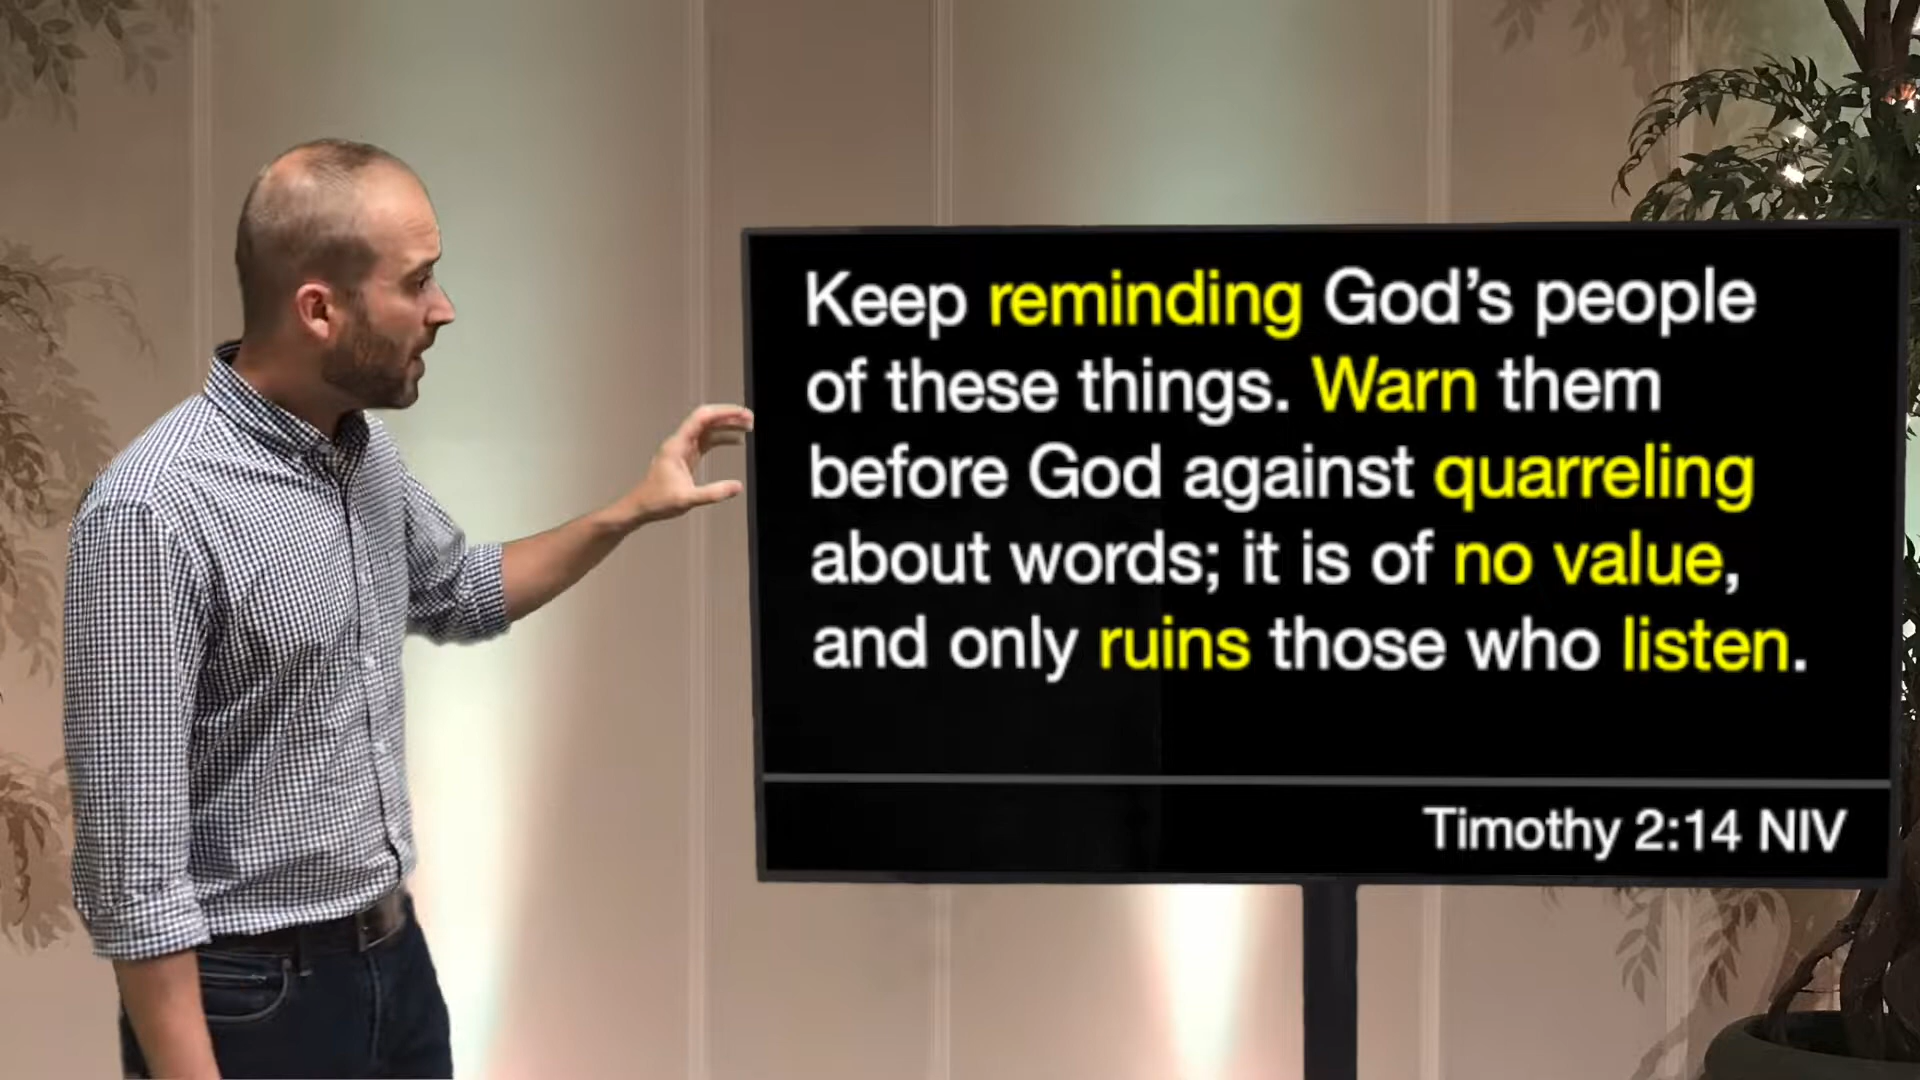 Keep reminding God's people
of these things. Warn them
before God against quarreling
about words; it is of no value,
and only ruins those who listen.
Timothy 2:14 NIV